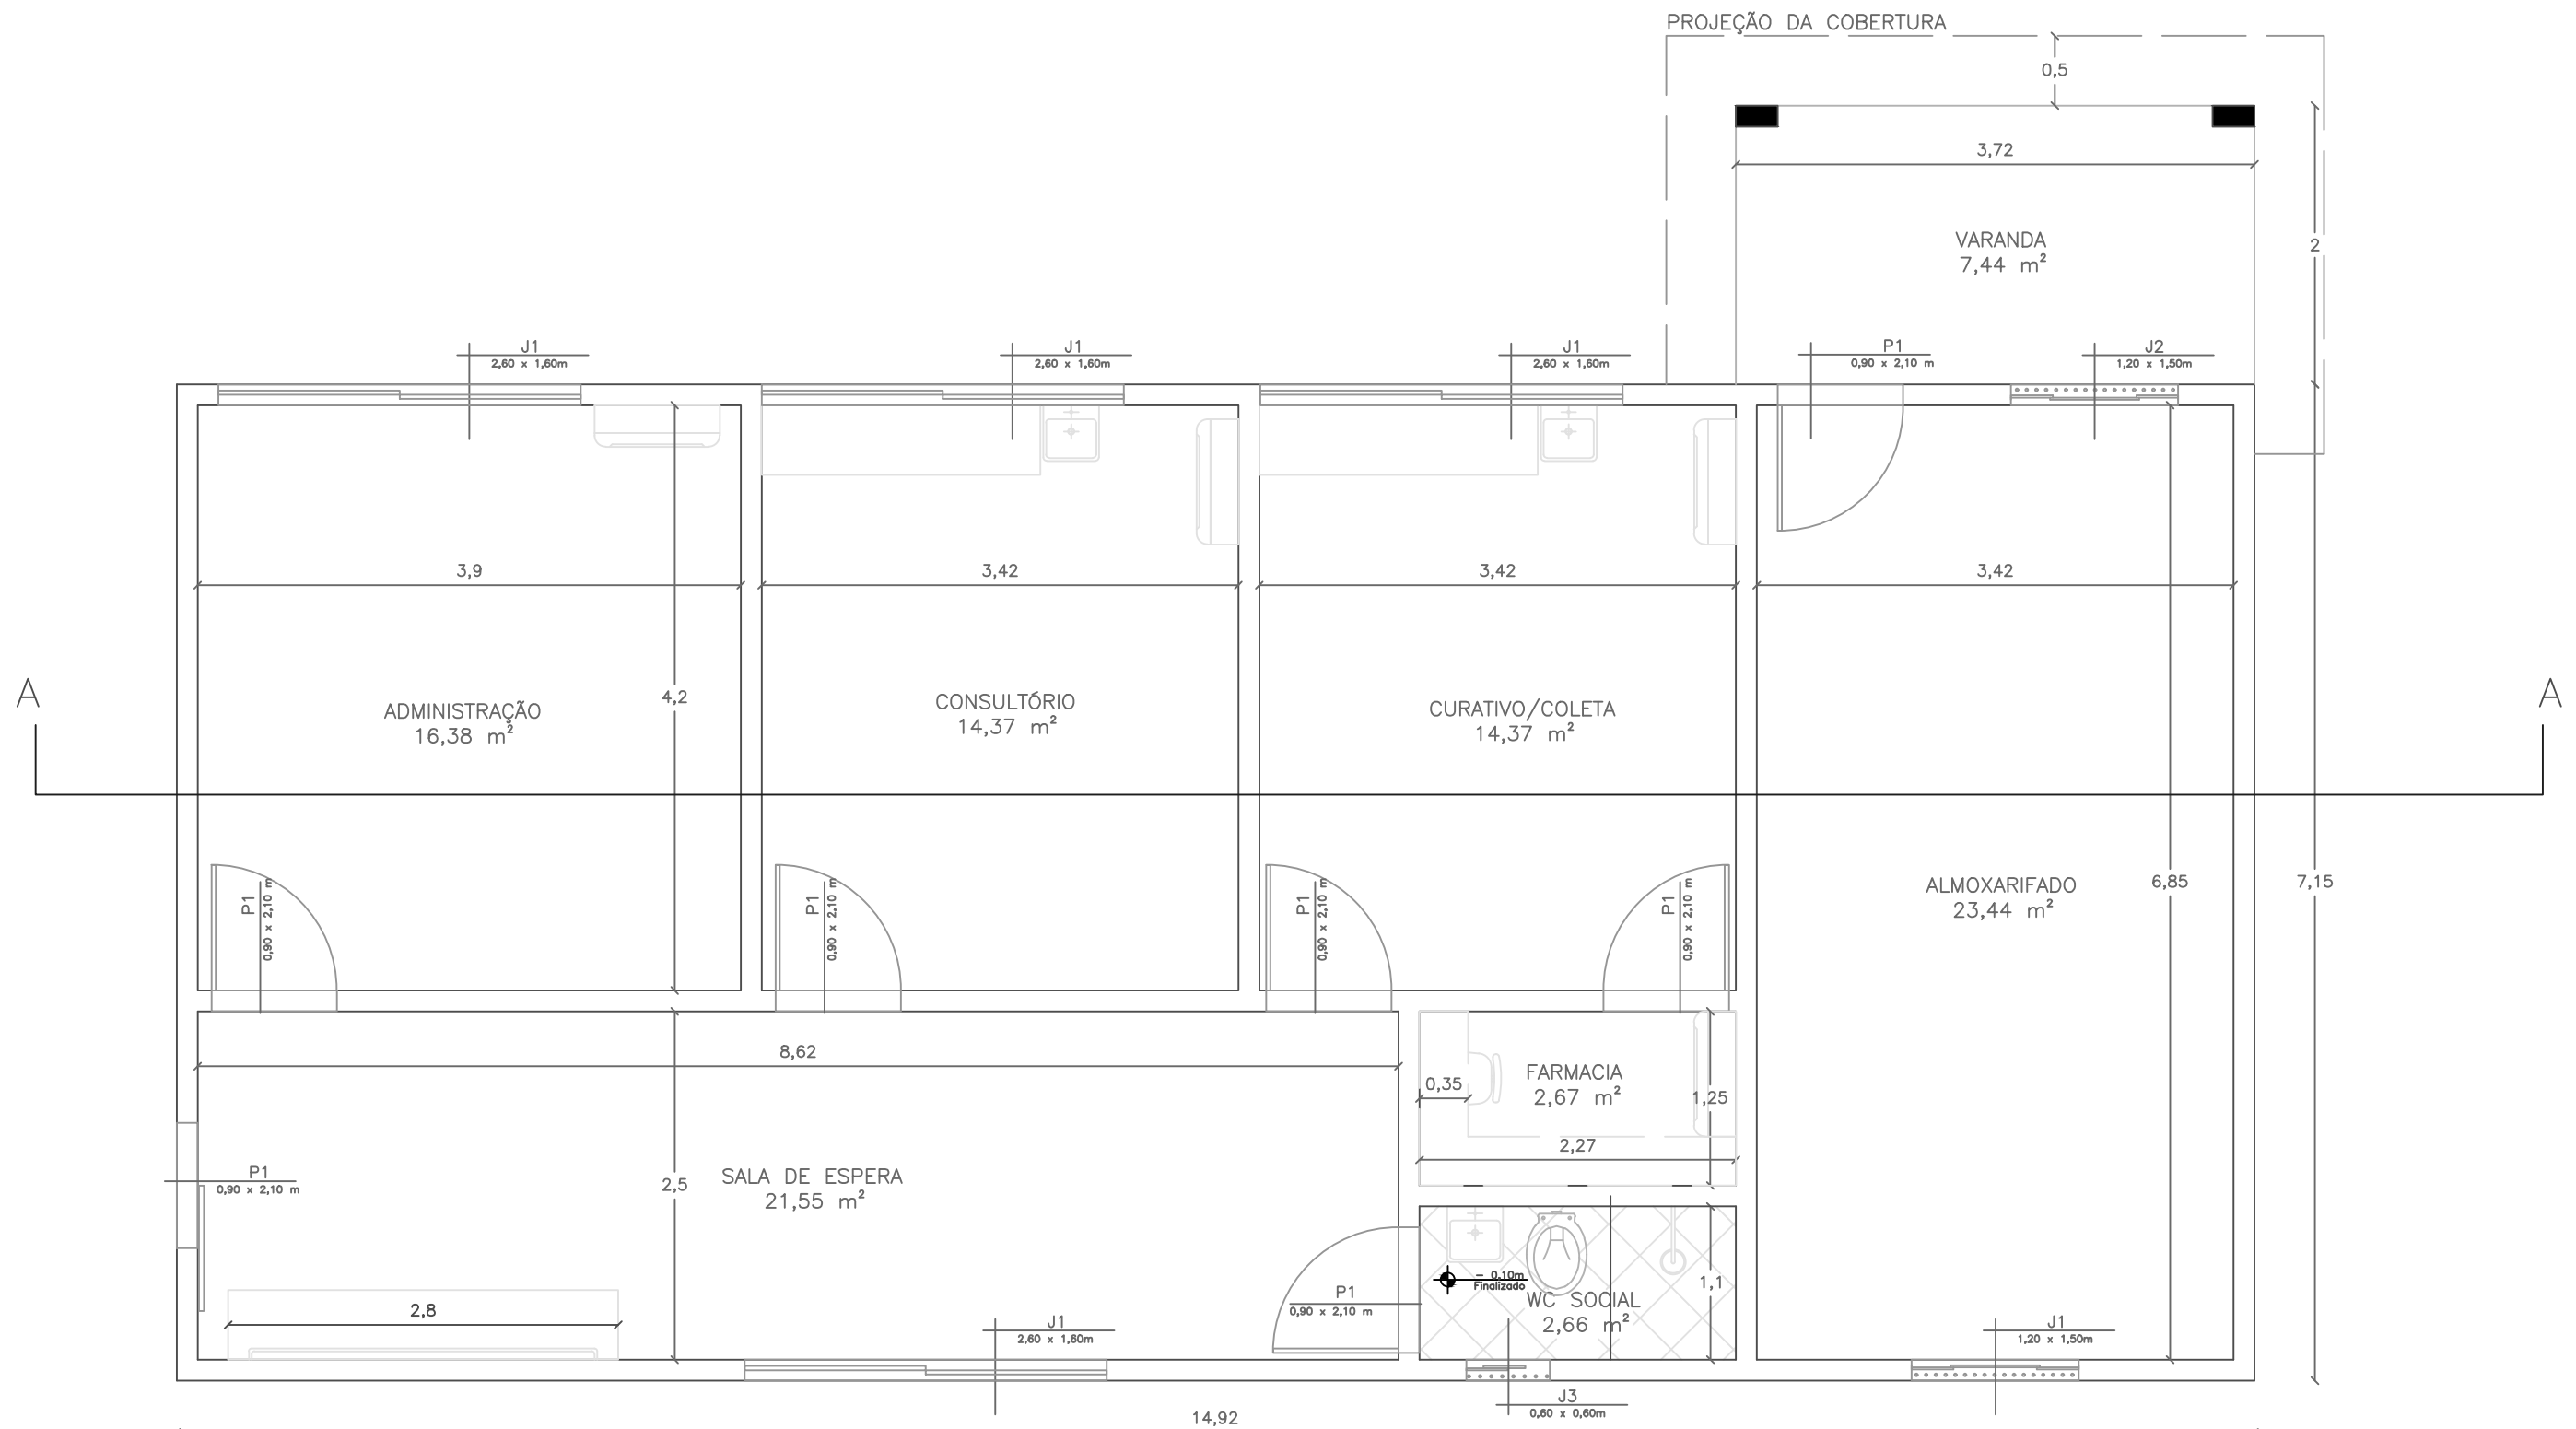 PROJEÇÃO DA COBERTURA
0,5
3,72
VARANDA
7,44 m²
2
J1
2,60 x 1,60m
J1
2,60 x 1,60m
J1
2,60 x 1,60m
P1
0,90 x 2,10 m
J2
1,20 x 1,50m
3,9
3,42
3,42
3,42
A
A
4,2
ADMINISTRAÇÃO
16,38 m²
CONSULTÓRIO
14,37 m²
CURATIVO/COLETA
14,37 m²
ALMOXARIFADO
23,44 m²
6,85
7,15
P1
0,90 x 2,10 m
P1
0,90 x 2,10 m
P1
0,90 x 2,10 m
P1
0,90 x 2,10 m
8,62
0,35
FARMACIA
2,67 m²
1,25
2,27
P1
0,90 x 2,10 m
2,5
SALA DE ESPERA
21,55 m²
2,8
P1
0,90 x 2,10 m
- 0,10m
Finalizado
WC SOCIAL
2,66 m²
1,1
J1
2,60 x 1,60m
J1
1,20 x 1,50m
J3
0,60 x 0,60m
14,92